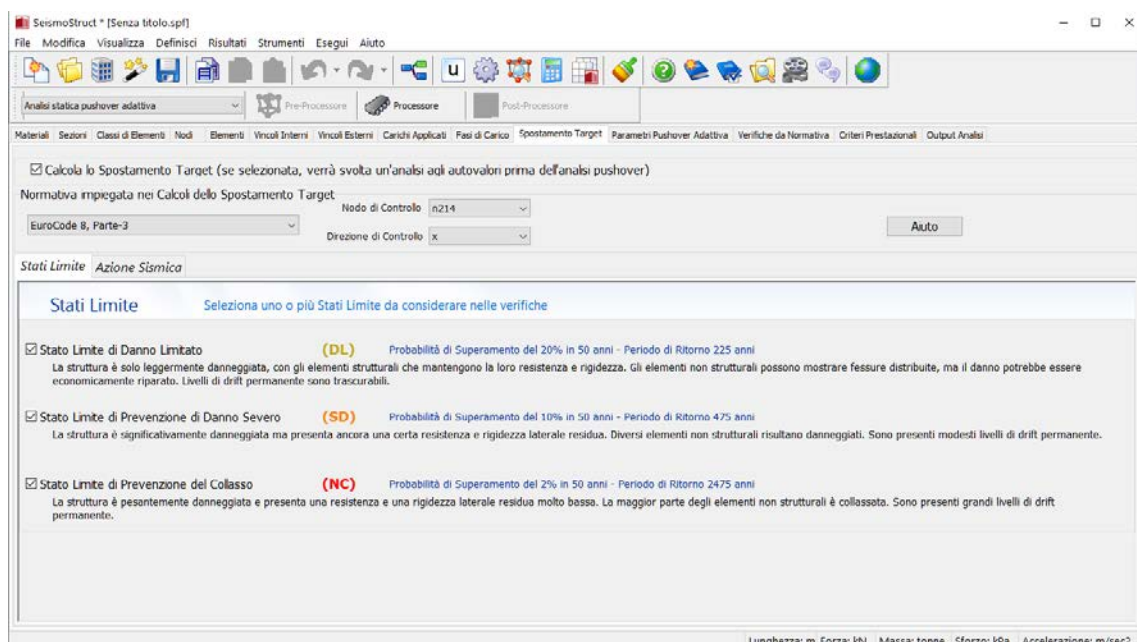 SeismoStruct * [Senza titolo.spf]
File Modifica Visualizza Definisci Risultati Strumenti Esegui Aiuto
u
Analisi statica pushover adattiva Pre-Processore Processore Post-Processore
Materiali Sezioni Classi di Elementi Nodi Elementi Vincoli Interni Vincoli Esterni Carichi Applicati Fasi di Carico Spostamento Target Parametri Pushover Adattiva Verifiche da Normativa Criteri Prestazionali Output Analisi
Calcola lo Spostamento Target (se selezionata, verrà svolta un'analisi agli autovalori prima dell'analsi pushover)
Normativa impiegata nei Calcoli dello Spostamento Target
Nodo di Controllo n214
EuroCode 8, Parte-3
Aiuto
Direzione di Controllo x
Stati Limite Azione Sismica
Stati Limite Seleziona uno o più Stati Limite da considerare nelle verifiche
Stato Limite di Danno Limitato (DL) Probabilità di Superamento del 20% in 50 anni - Periodo di Ritorno 225 anni
La struttura è solo leggermente danneggiata, con gli elementi strutturali che mantengono la loro resistenza e rigidezza. Gli elementi non strutturali possono mostrare fessure distribuite, ma il danno potrebbe essere
economicamente riparato. Livelli di drift permanente sono trascurabili.
Stato Limite di Prevenzione di Danno Severo (SD) Probabilità di Superamento del 10% in 50 anni - Periodo di Ritorno 475 anni
La struttura è significativamente danneggiata ma presenta ancora una certa resistenza e rigidezza laterale residua. Diversi elementi non strutturali risultano danneggiati. Sono presenti modesti livelli di drift permanente.
Stato Limite di Prevenzione del Collasso (NC) Probabilità di Superamento del 2% in 50 anni - Periodo di Ritorno 2475 anni
La struttura è pesantemente danneggiata e presenta una resistenza e una rigidezza laterale residua molto bassa. La maggior parte degli elementi non strutturali è collassata. Sono presenti grandi livelli di drift
permanente.
Lunghezza: m Forza: kN Massa: tonne Sforzo: kPa Accelerazione: m/sec2